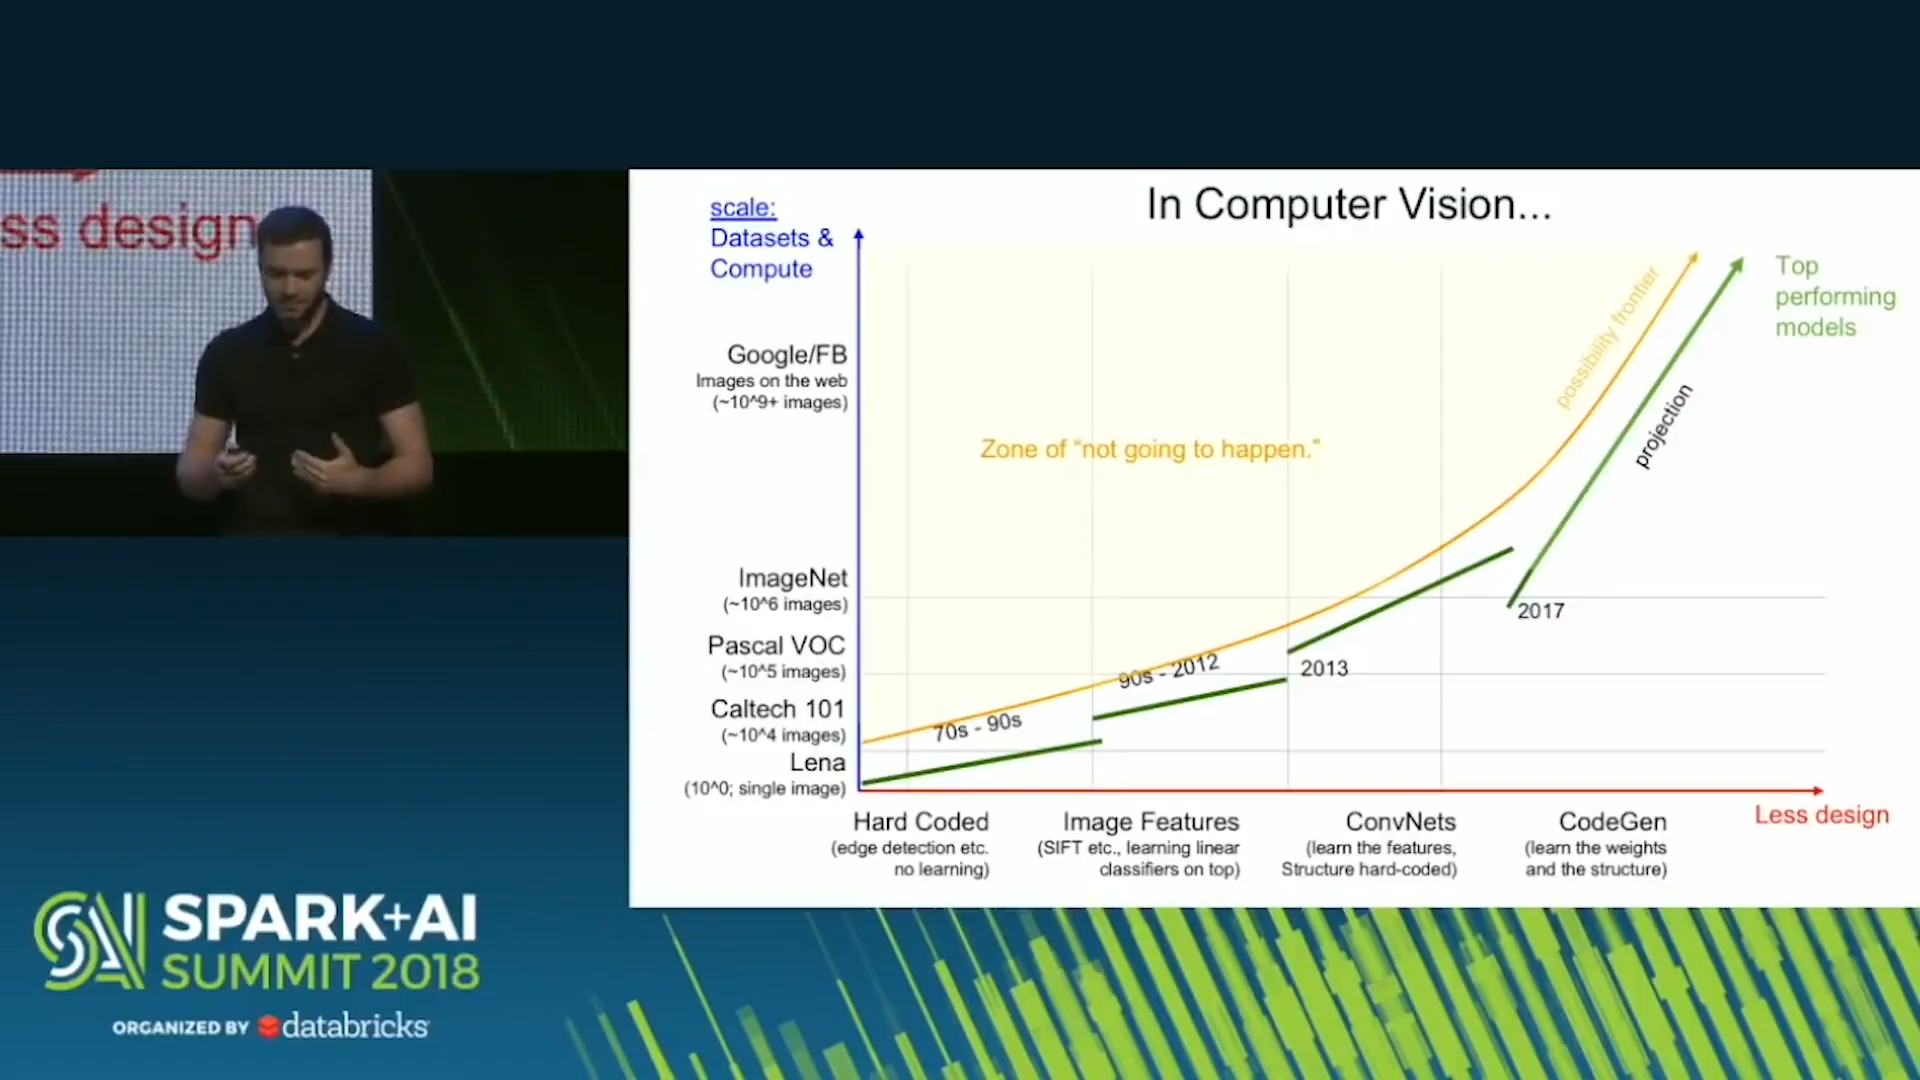 ss design
In Computer Vision...
scale:
Datasets &
Compute
Top
performing
models
possibility frontier
projection
Google/FB
Images on the web
(~10^9+ images)
Zone of “not going to happen.”
ImageNet
(~10^6 images)
2017
Pascal VOC
(~10^5 images)
90s - 2012
2013
Caltech 101
(~10^4 images)
70s - 90s
Lena
(10^0; single image)
Less design
Hard Coded
(edge detection etc.
no learning)
Image Features
(SIFT etc., learning linear
classifiers on top)
ConvNets
(learn the features,
Structure hard-coded)
CodeGen
(learn the weights
and the structure)
SPARK+AI
SUMMIT 2018
ORGANIZED BY databricks